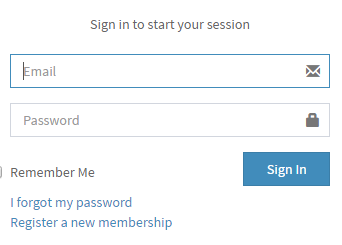 Sign in to start your session
Email
Password
Remember Me
Sign In
I forgot my password
Register a new membership